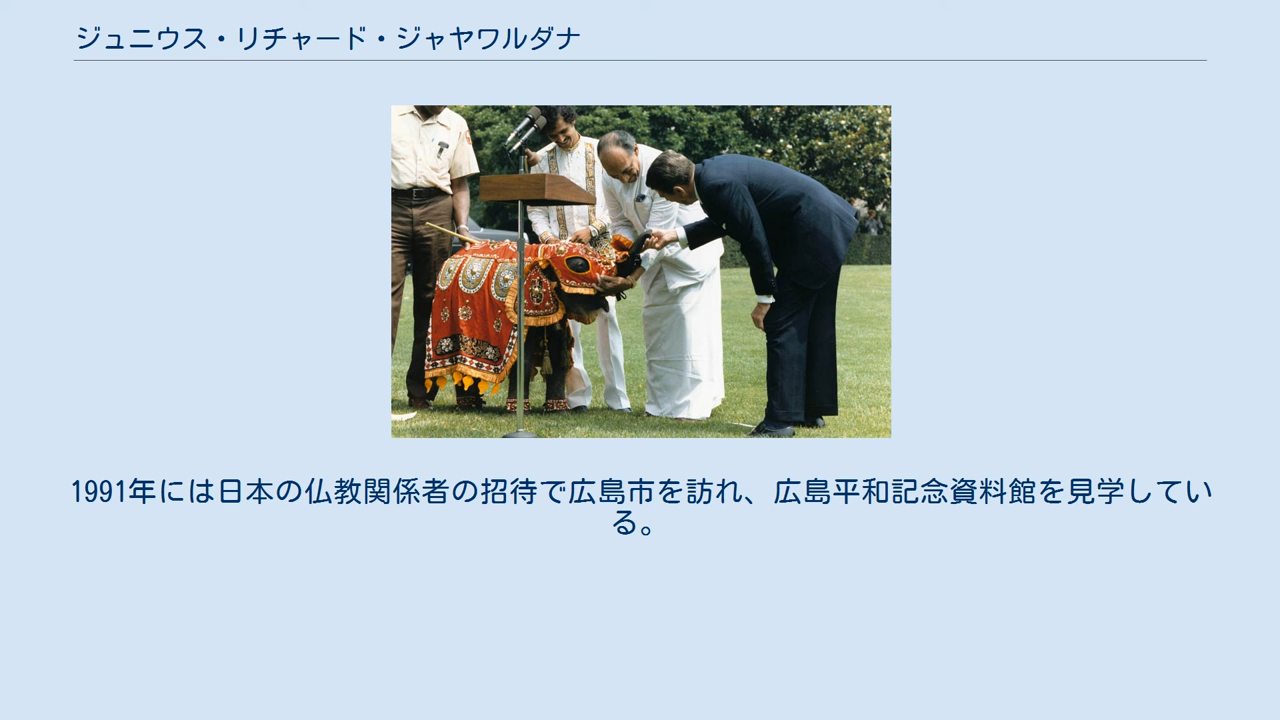 ジュニウス・リチャード・ジャヤワルダナ
1991年には日本の仏教関係者の招待で広島市を訪れ、広島平和記念資料館を見学してい
る。